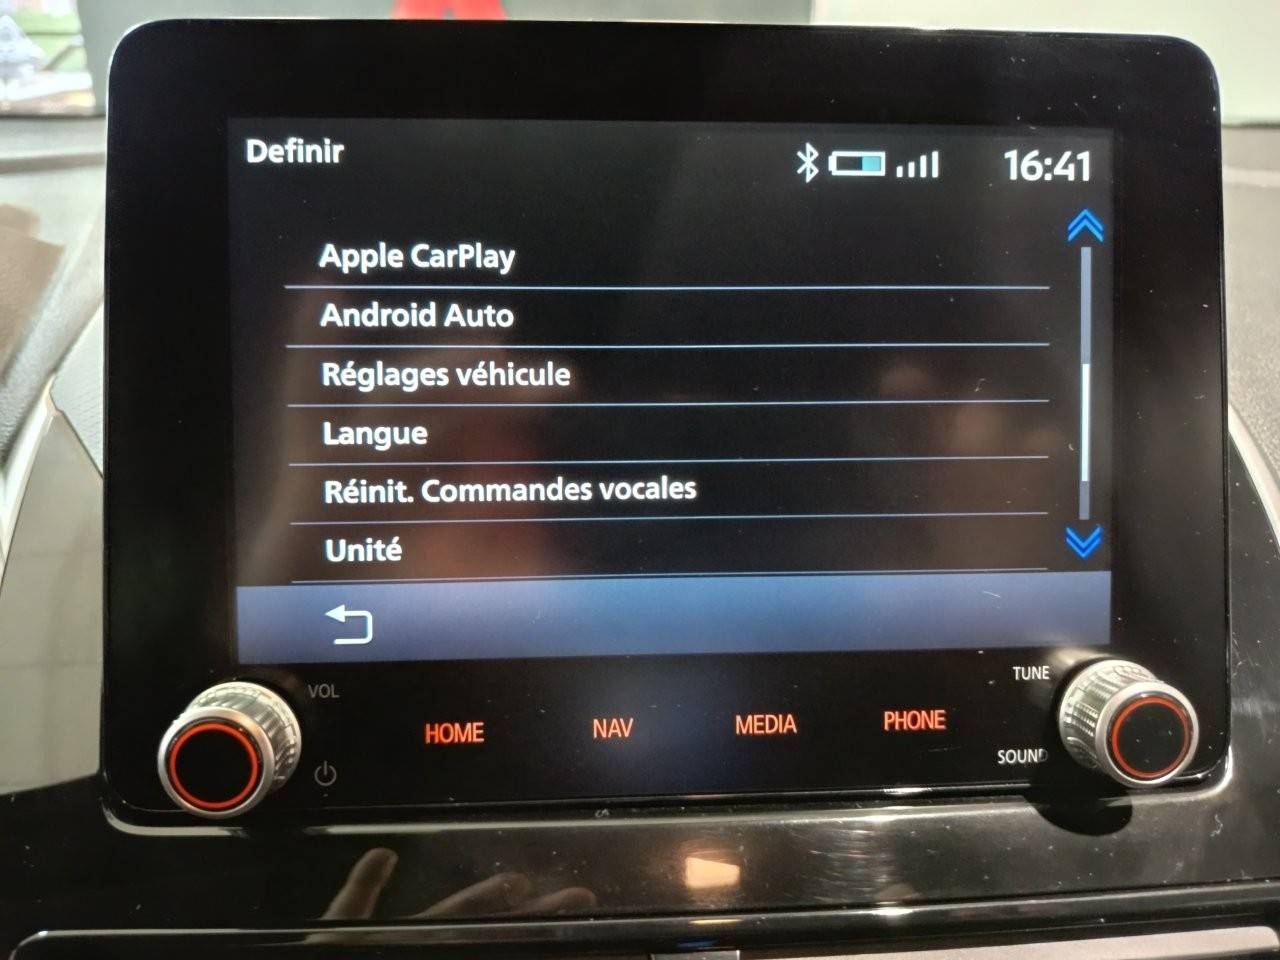 Definir
16:41
Apple CarPlay
Android Auto
Réglages véhicule
Langue
Réinit. Commandes vocales
Unité
VOL
HOME
NAV
MEDIA
PHONE
TUNE
SOUND